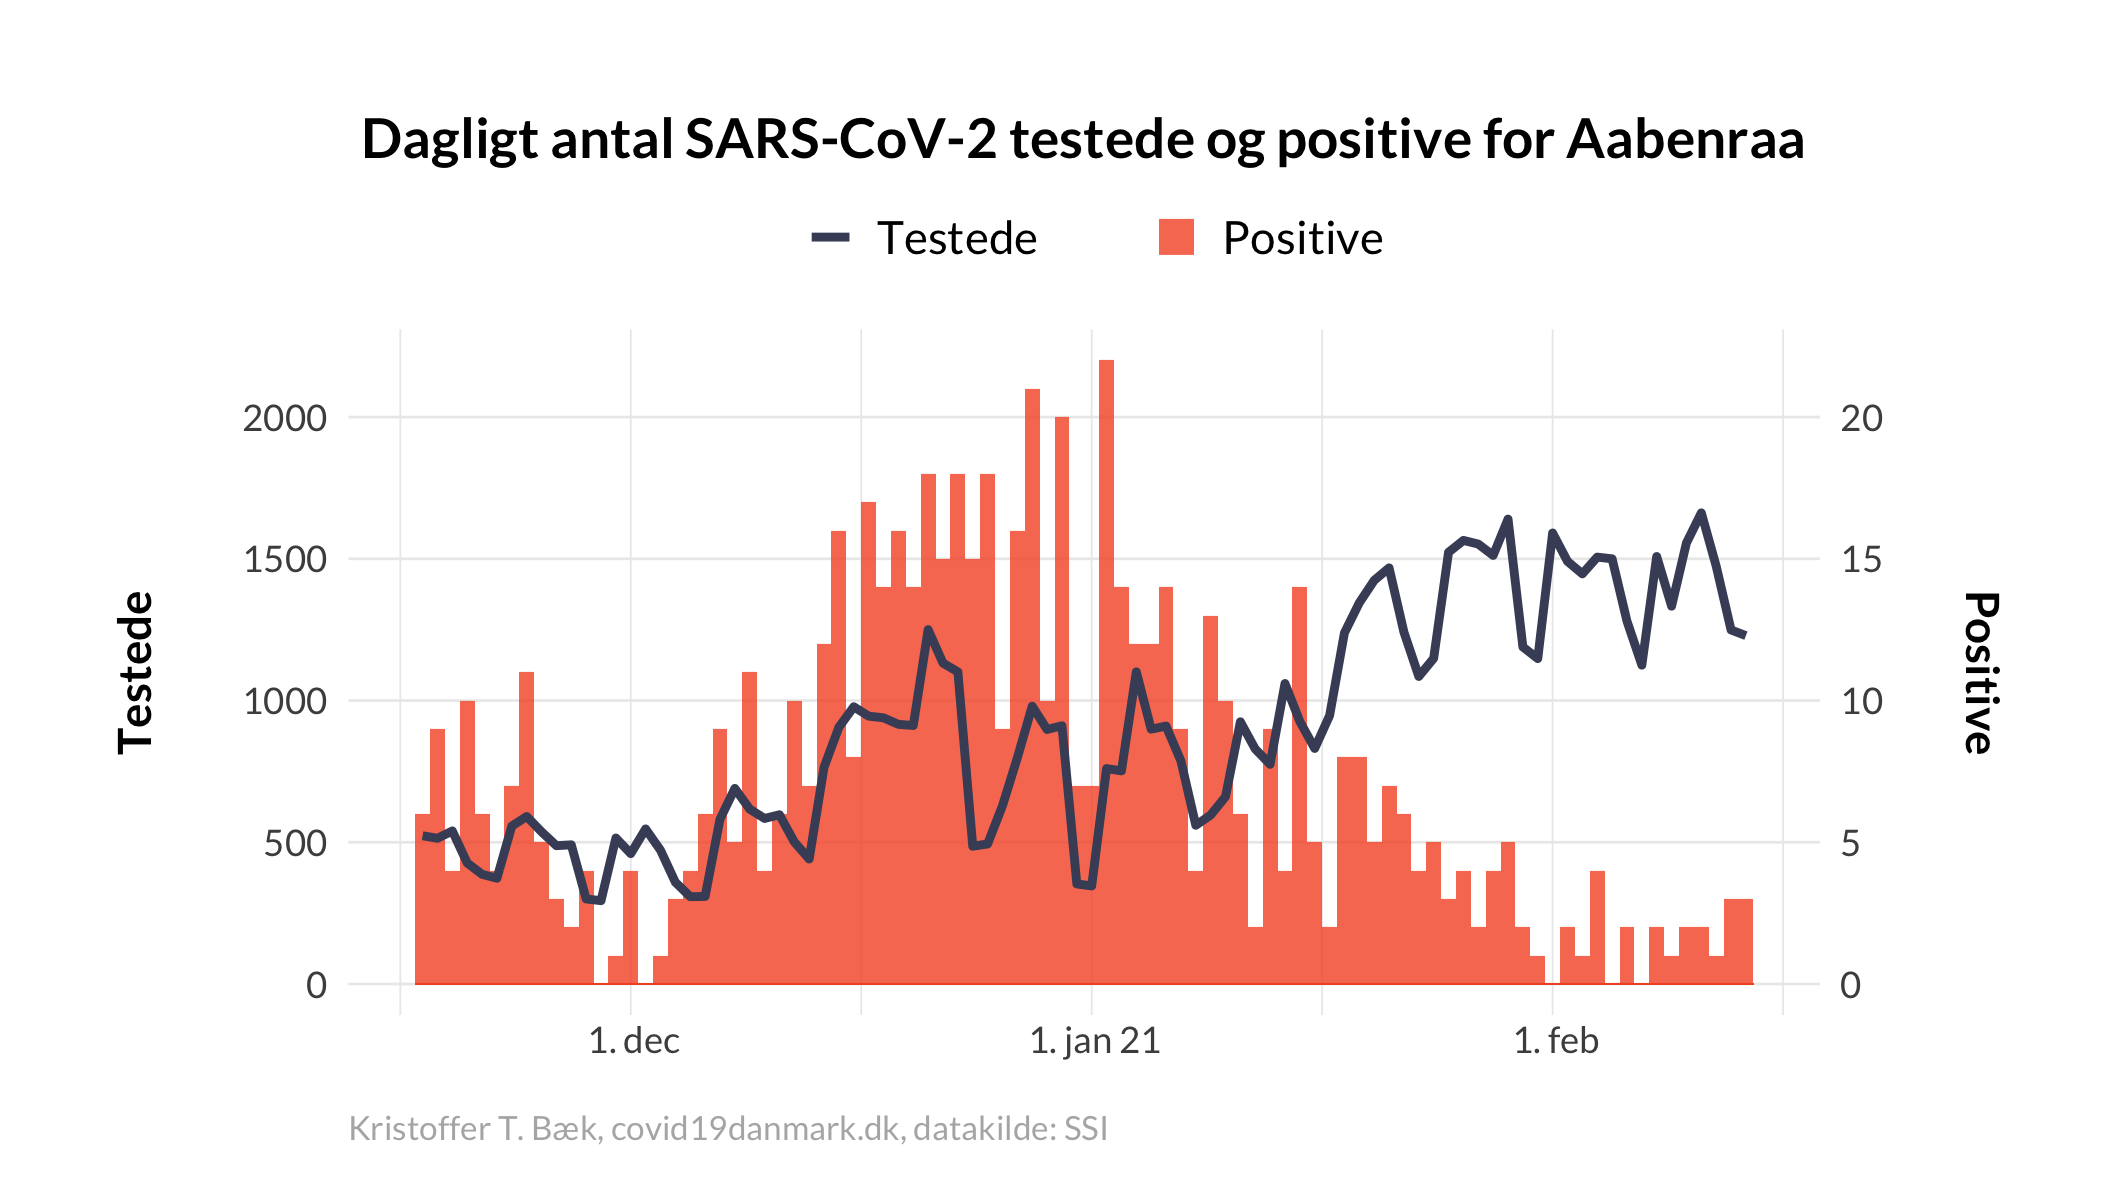 Dagligt antal SARS-CoV-2 testede og positive for Aabenraa
Testede
Positive
2000
1500
1000
500
0
20
15
10
5
0
Testede
Positive
1. dec
1. jan 21
1. feb
Kristoffer T. Bæk, covid19danmark.dk, datakilde: SSI